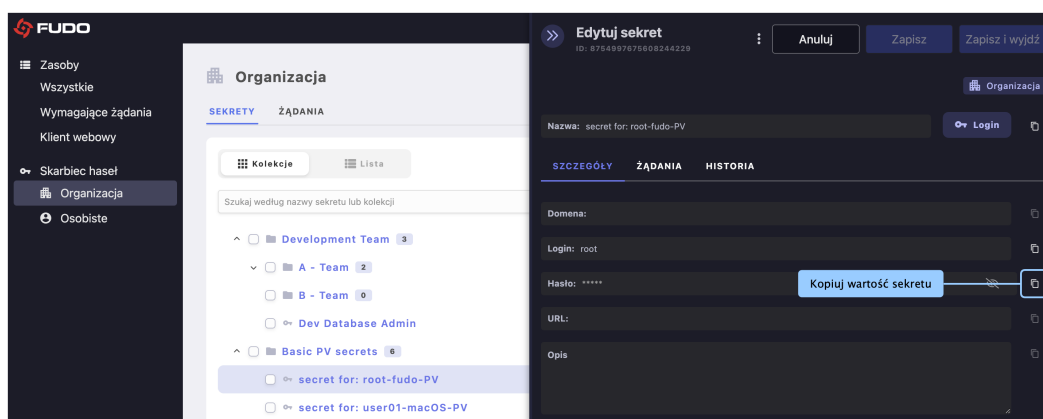 FUDO
Zasoby
Wszystkie
Wymagające żądania
Klient webowy
Skarbiec haseł
Organizacja
Osobiste
Organizacja
SEKRETY ŻĄDANIA
Kolekcje Lista
Szukaj według nazwy sekretu lub kolekcji
Development Team 3
A - Team 2
B - Team 0
Dev Database Admin
Basic PV secrets 6
secret for: root-fudo-PV
secret for: user01-macOS-PV
Edytuj sekret
ID: 8754997675608244229
Anuluj Zapisz Zapisz i wyjdź
Organizacja
Nazwa: secret for: root-fudo-PV
Login
SZCZEGÓŁY ŻĄDANIA HISTORIA
Domena:
Login: root
Hasło: *****
Kopiuj wartość sekretu
URL:
Opis